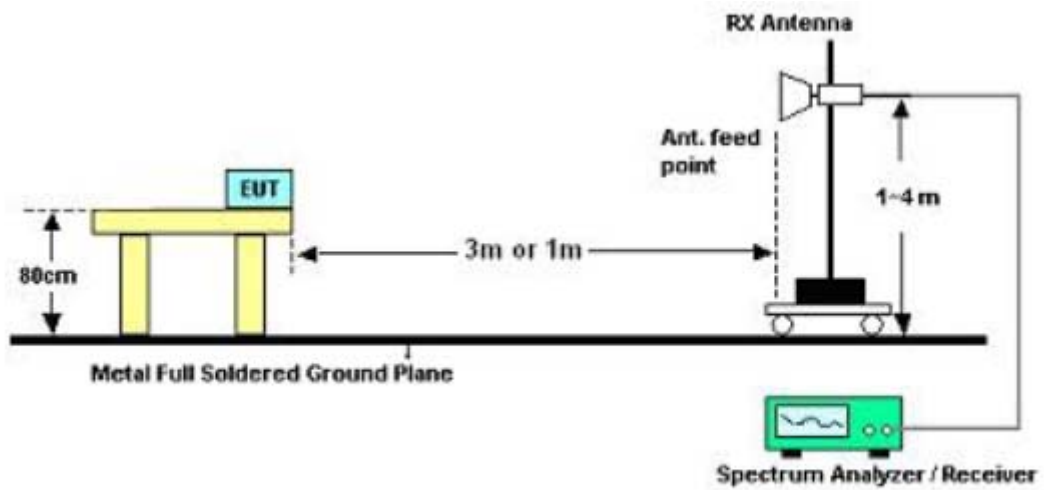 RX Antenna
Ant. feed
point
EUT
1~4 m
3m or 1m
80cm
Metal Full Soldered Ground Plane
Spectrum Analyzer / Receiver